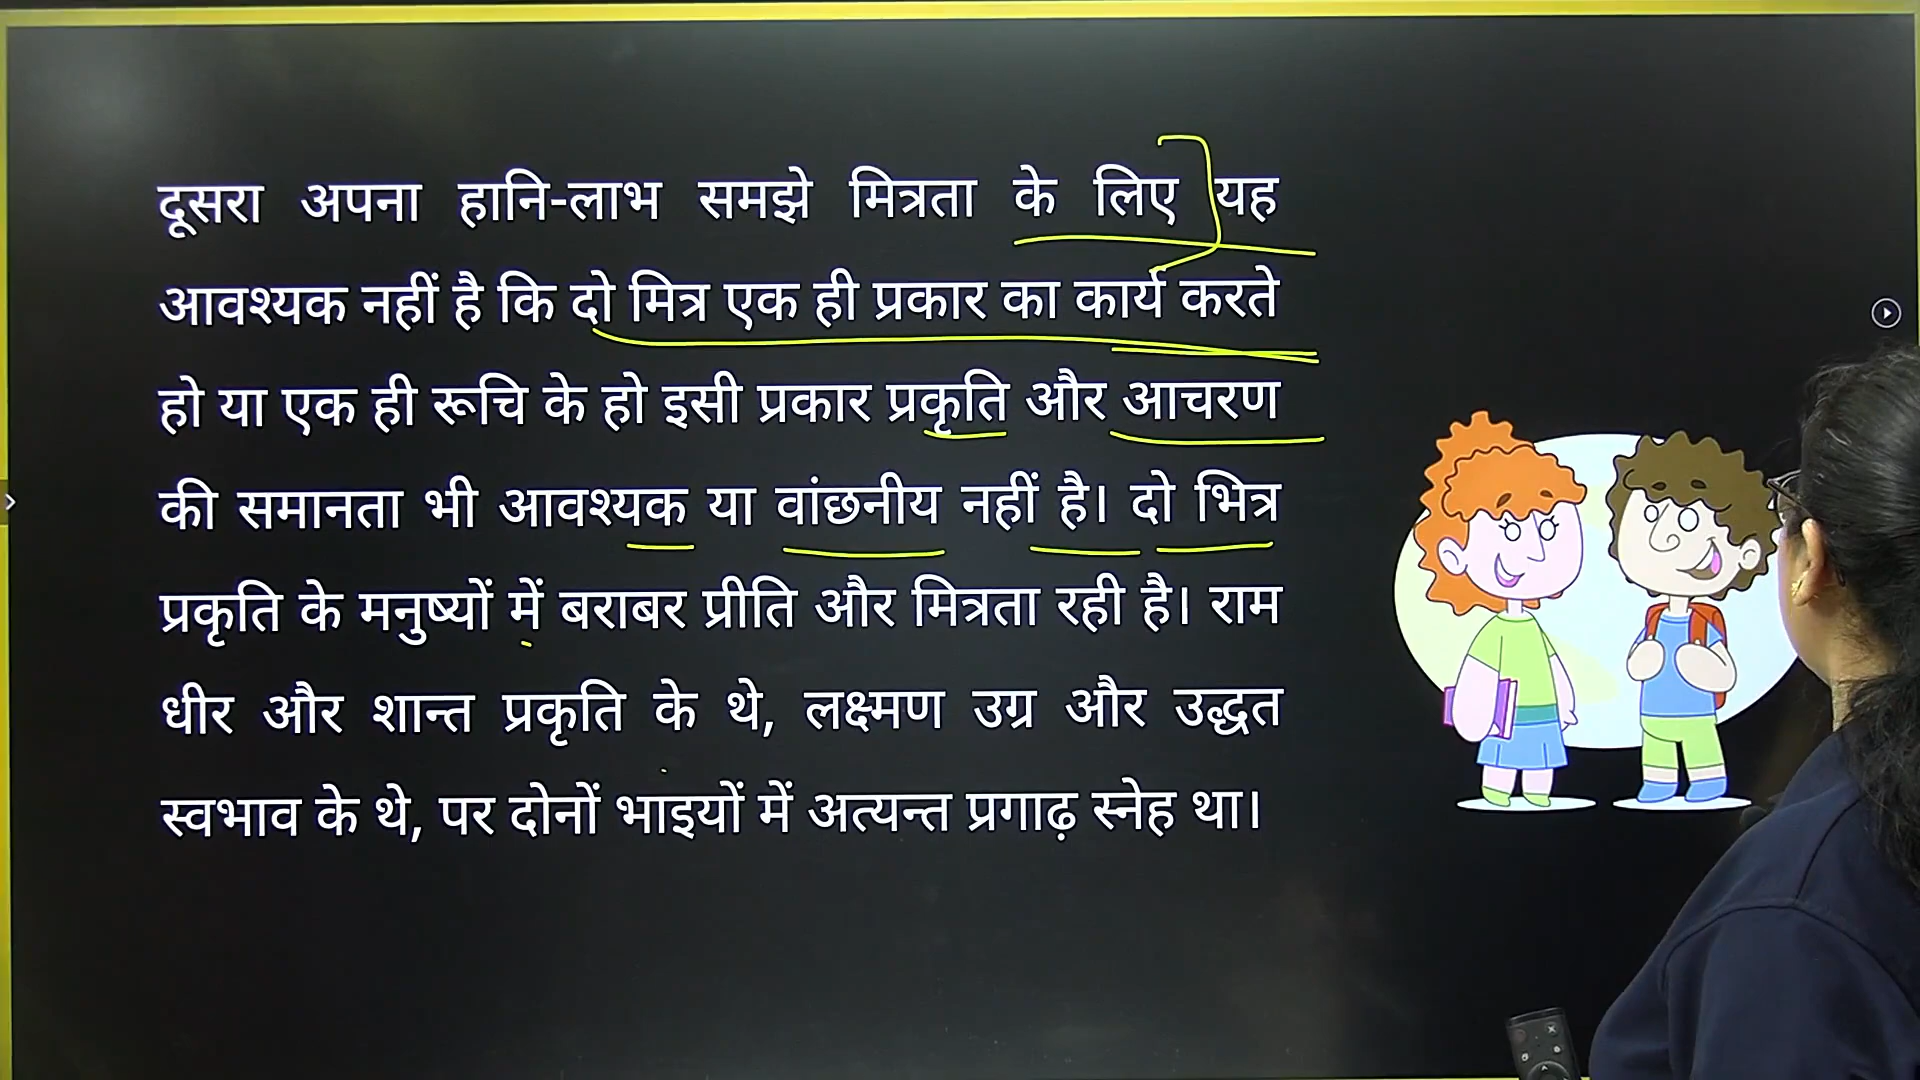 दूसरा अपना हानि-लाभ समझे मित्रता के लिए यह
आवश्यक नहीं है कि दो मित्र एक ही प्रकार का कार्य करते
हो या एक ही रूचि के हो इसी प्रकार प्रकृति और आचरण
की समानता भी आवश्यक या वांछनीय नहीं है। दो भित्र
प्रकृति के मनुष्यों में बराबर प्रीति और मित्रता रही है। राम
धीर और शान्त प्रकृति के थे, लक्ष्मण उग्र और उद्धत
स्वभाव के थे, पर दोनों भाइयों में अत्यन्त प्रगाढ़ स्नेह था।